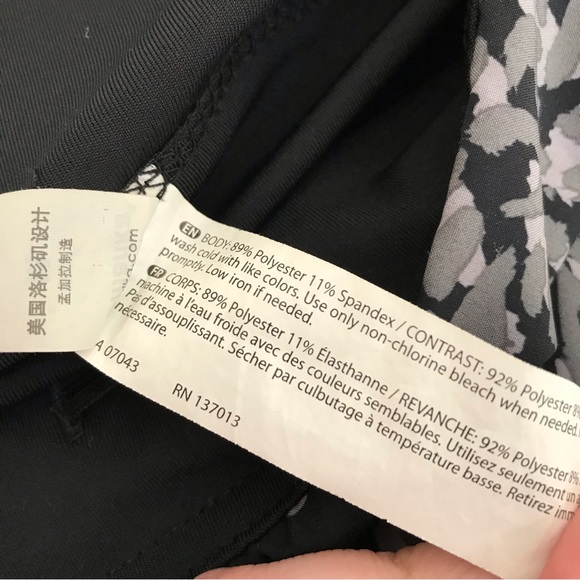 美国洛杉矶设计
孟加拉制造
EN BODY: 89% Polyester 11% Spandex / CONTRAST: 92% Polyester 8%
wash cold with like colors. Use only non-chlorine bleach when needed.
promptly. Low iron if needed.
FR CORPS: 89% Polyester 11% Élasthanne / REVANCHE: 92% Polyester 8%
machine à l'eau froide avec des couleurs semblables. Utilisez seulement un
Pas d'assouplissant. Sécher par culbutage à température basse. Retirez
nécessaire.
A 07043
RN 137013